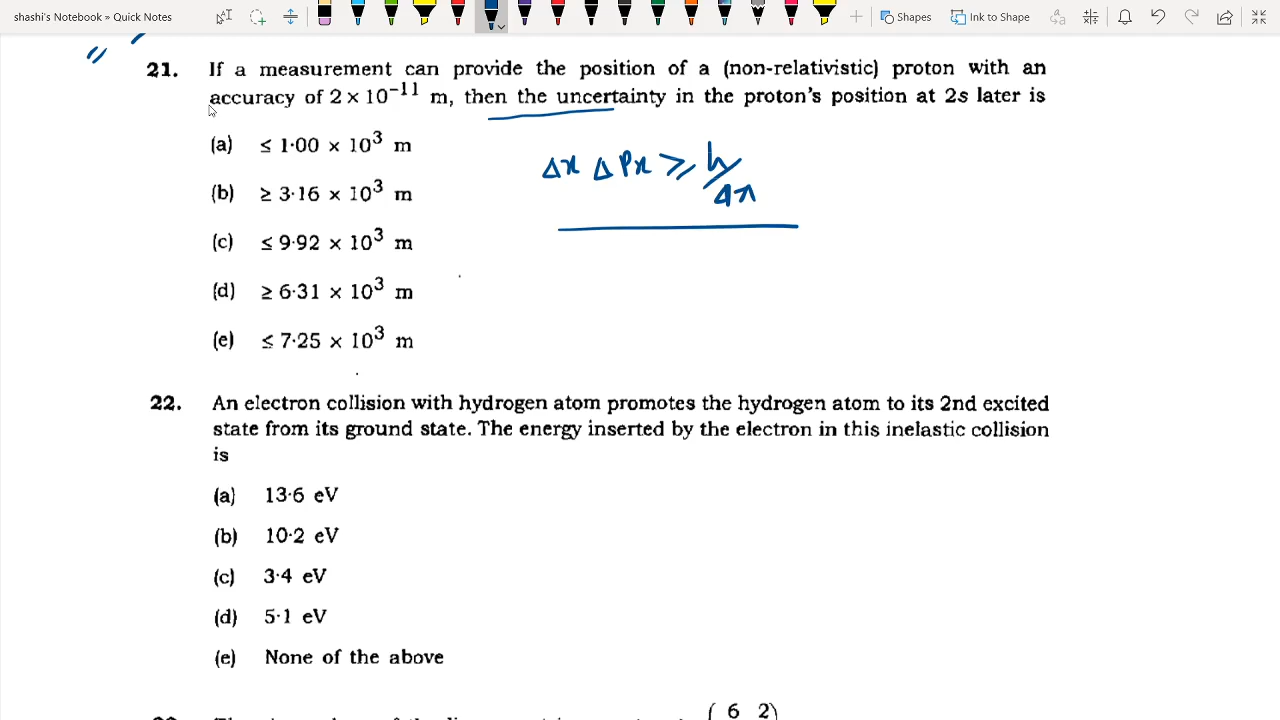 shashi's Notebook » Quick Notes
Shapes Ink to Shape
21. If a measurement can provide the position of a (non-relativistic) proton with an
accuracy of 2 × 10⁻¹¹ m, then the uncertainty in the proton's position at 2s later is
(a) ≤ 1·00 × 10³ m
(b) ≥ 3·16 × 10³ m
(c) ≤ 9·92 × 10³ m
(d) ≥ 6·31 × 10³ m
(e) ≤ 7·25 × 10³ m
Δx ΔPx ≥ h/4π
22. An electron collision with hydrogen atom promotes the hydrogen atom to its 2nd excited
state from its ground state. The energy inserted by the electron in this inelastic collision
is
(a) 13·6 eV
(b) 10·2 eV
(c) 3·4 eV
(d) 5·1 eV
(e) None of the above
6 2